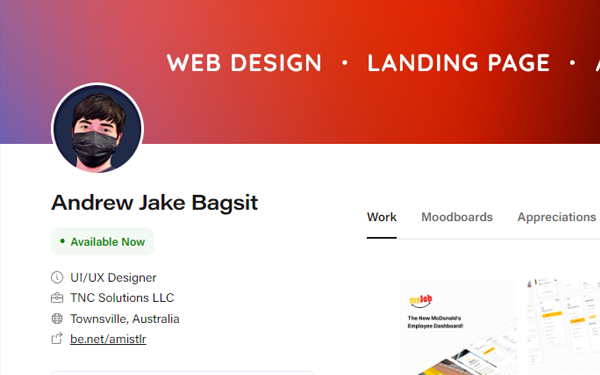 WEB DESIGN • LANDING PAGE •
Andrew Jake Bagsit
Available Now
UI/UX Designer
TNC Solutions LLC
Townsville, Australia
be.net/amistlr
Work Moodboards Appreciations
myJob
The New McDonald's
Employee Dashboard!